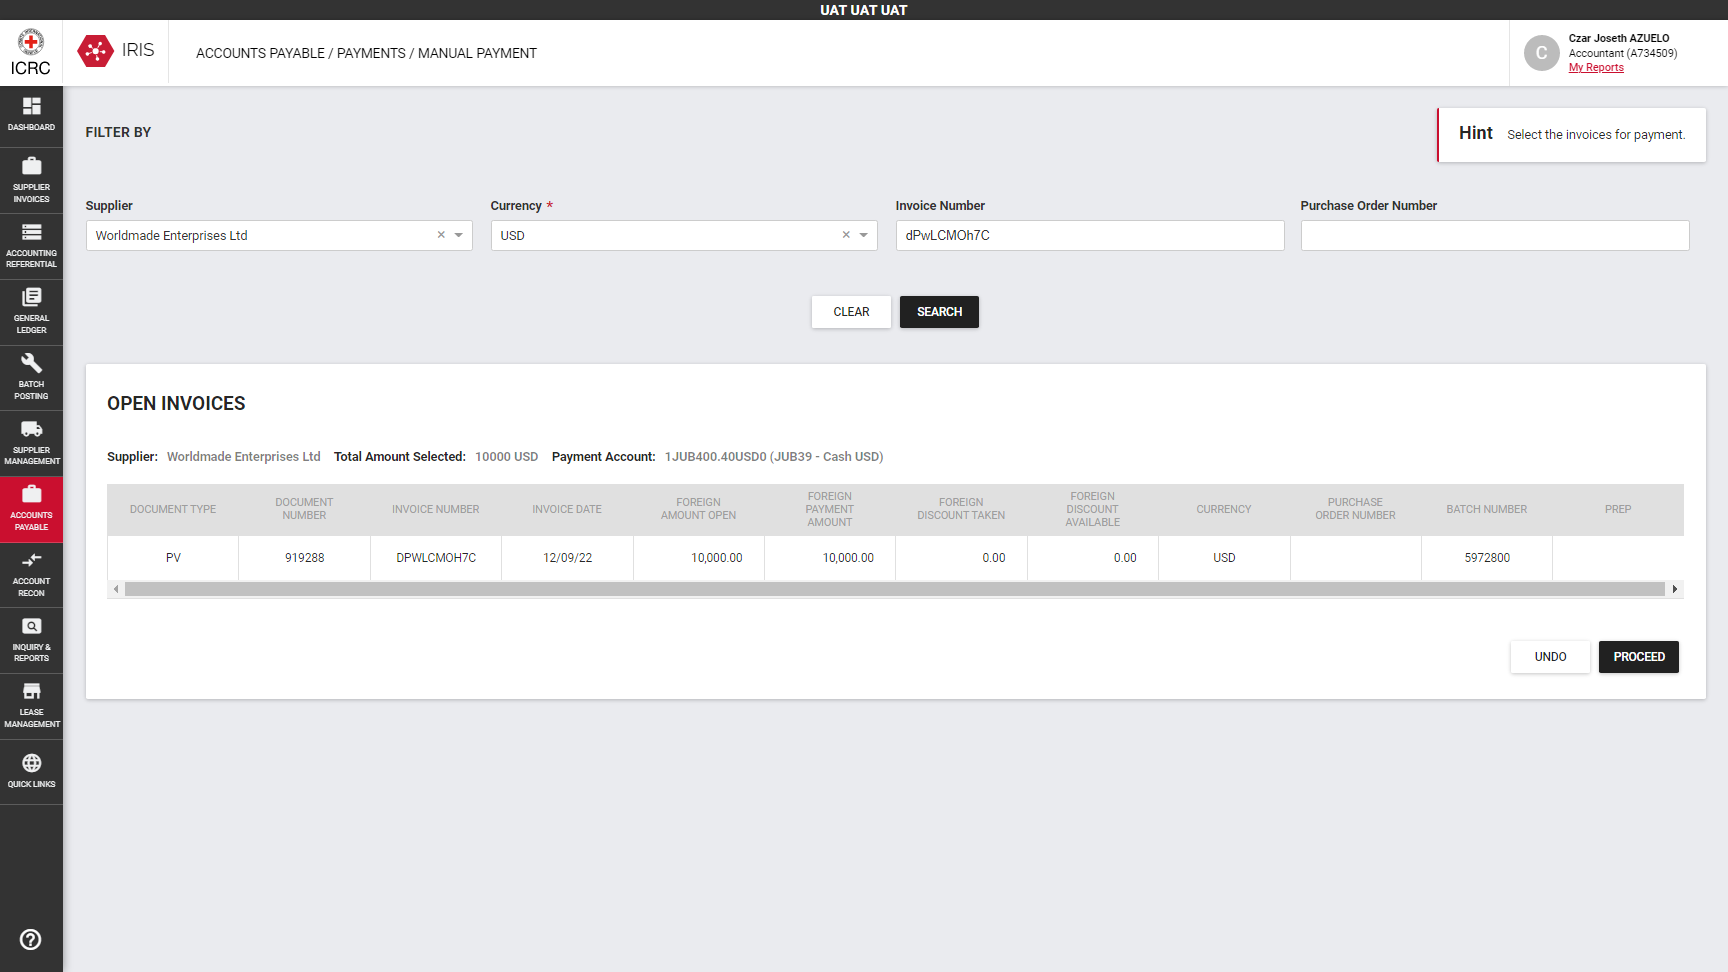 UAT UAT UAT
ICRC
IRIS
ACCOUNTS PAYABLE / PAYMENTS / MANUAL PAYMENT
C
Czar Joseth AZUELO
Accountant (A734509)
My Reports
DASHBOARD
SUPPLIER
INVOICES
ACCOUNTING
REFERENTIAL
GENERAL
LEDGER
BATCH
POSTING
SUPPLIER
MANAGEMENT
ACCOUNTS
PAYABLE
ACCOUNT
RECON
INQUIRY &
REPORTS
LEASE
MANAGEMENT
QUICK LINKS
FILTER BY
Hint Select the invoices for payment.
Supplier
Worldmade Enterprises Ltd
Currency *
USD
Invoice Number
dPwLCMOh7C
Purchase Order Number
CLEAR
SEARCH
OPEN INVOICES
Supplier: Worldmade Enterprises Ltd Total Amount Selected: 10000 USD Payment Account: 1JUB400.40USD0 (JUB39 - Cash USD)
DOCUMENT TYPE
DOCUMENT
NUMBER
INVOICE NUMBER
INVOICE DATE
FOREIGN
AMOUNT OPEN
FOREIGN
PAYMENT
AMOUNT
FOREIGN
DISCOUNT TAKEN
FOREIGN
DISCOUNT
AVAILABLE
CURRENCY
PURCHASE
ORDER NUMBER
BATCH NUMBER
PREP
PV 919288 DPWLCMOH7C 12/09/22 10,000.00 10,000.00 0.00 0.00 USD 5972800
UNDO
PROCEED